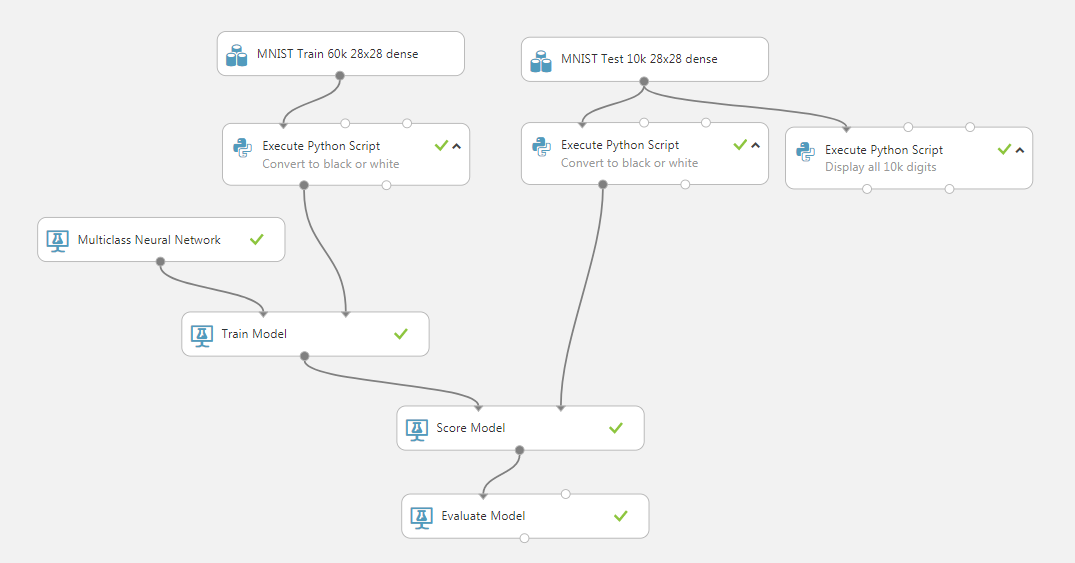 MNIST Train 60k 28x28 dense
MNIST Test 10k 28x28 dense
Execute Python Script
Convert to black or white
Execute Python Script
Convert to black or white
Execute Python Script
Display all 10k digits
Multiclass Neural Network
Train Model
Score Model
Evaluate Model